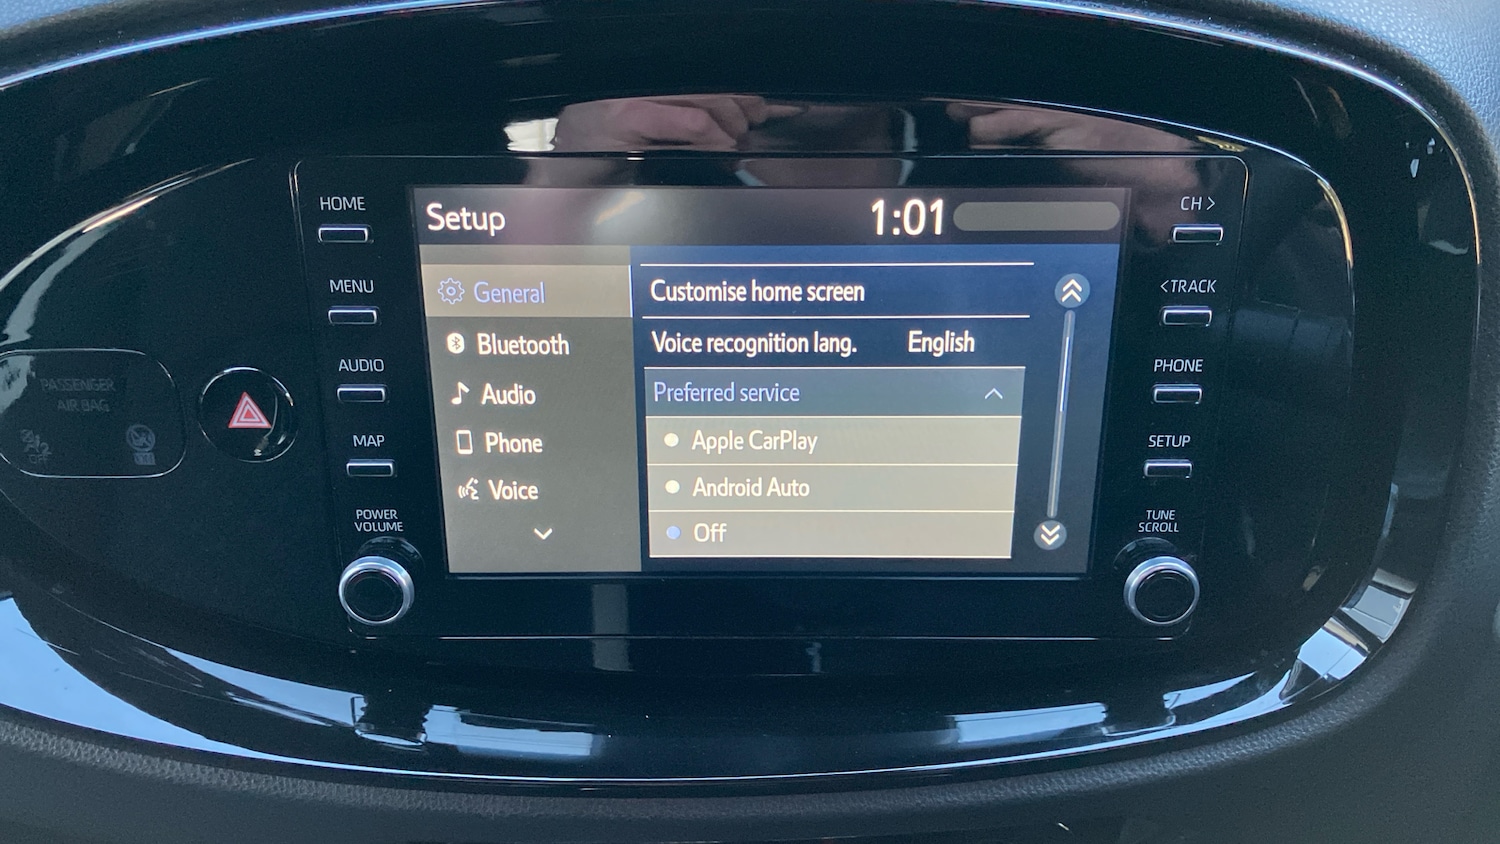 HOME
MENU
AUDIO
MAP
POWER
VOLUME
PASSENGER
AIR BAG
Setup
1:01
General
Bluetooth
Audio
Phone
Voice
Customise home screen
Voice recognition lang. English
Preferred service
Apple CarPlay
Android Auto
Off
CH >
< TRACK
PHONE
SETUP
TUNE
SCROLL